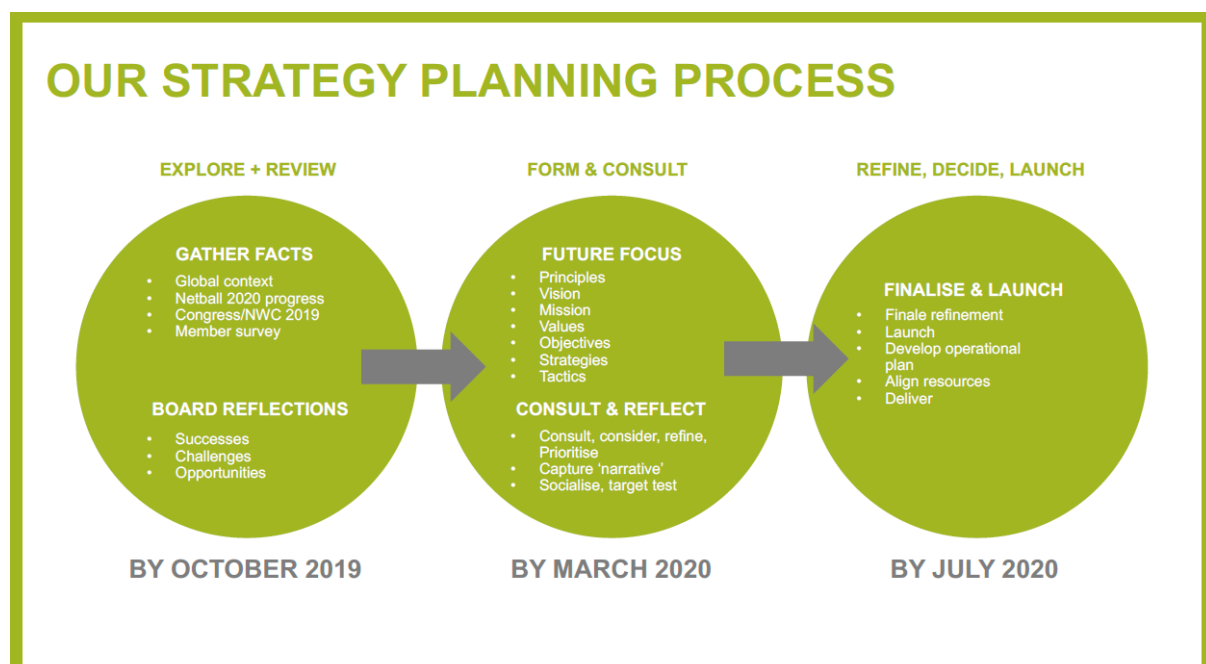 OUR STRATEGY PLANNING PROCESS
EXPLORE + REVIEW
GATHER FACTS
• Global context
• Netball 2020 progress
• Congress/NWC 2019
• Member survey
BOARD REFLECTIONS
• Successes
• Challenges
• Opportunities
BY OCTOBER 2019
FORM & CONSULT
FUTURE FOCUS
• Principles
• Vision
• Mission
• Values
• Objectives
• Strategies
• Tactics
CONSULT & REFLECT
• Consult, consider, refine,
Prioritise
• Capture ‘narrative’
• Socialise, target test
BY MARCH 2020
REFINE, DECIDE, LAUNCH
FINALISE & LAUNCH
• Finale refinement
• Launch
• Develop operational
plan
• Align resources
• Deliver
BY JULY 2020